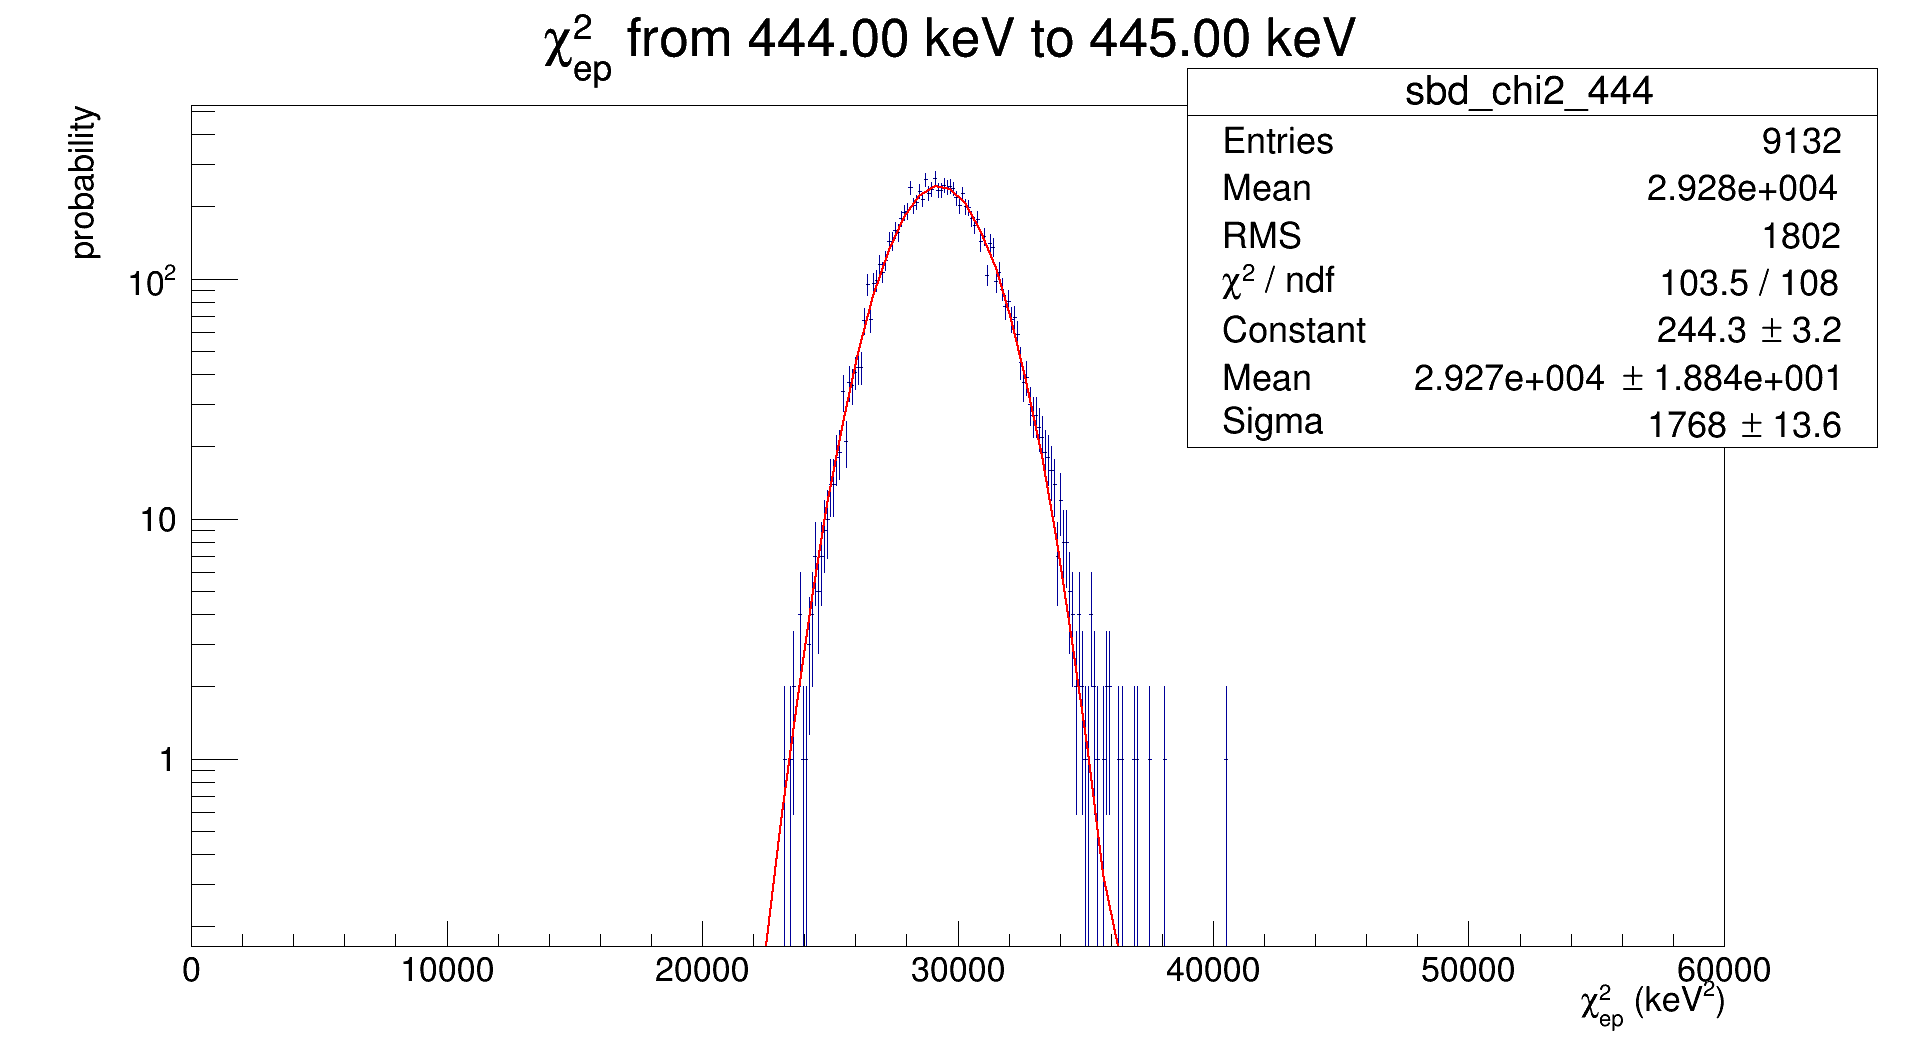 χ²ep from 444.00 keV to 445.00 keV
sbd_chi2_444
Entries 9132
Mean 2.928e+004
RMS 1802
χ² / ndf 103.5 / 108
Constant 244.3 ± 3.2
Mean 2.927e+004 ± 1.884e+001
Sigma 1768 ± 13.6
probability
10²
10
1
0 10000 20000 30000 40000 50000 60000
χ²ep (keV²)